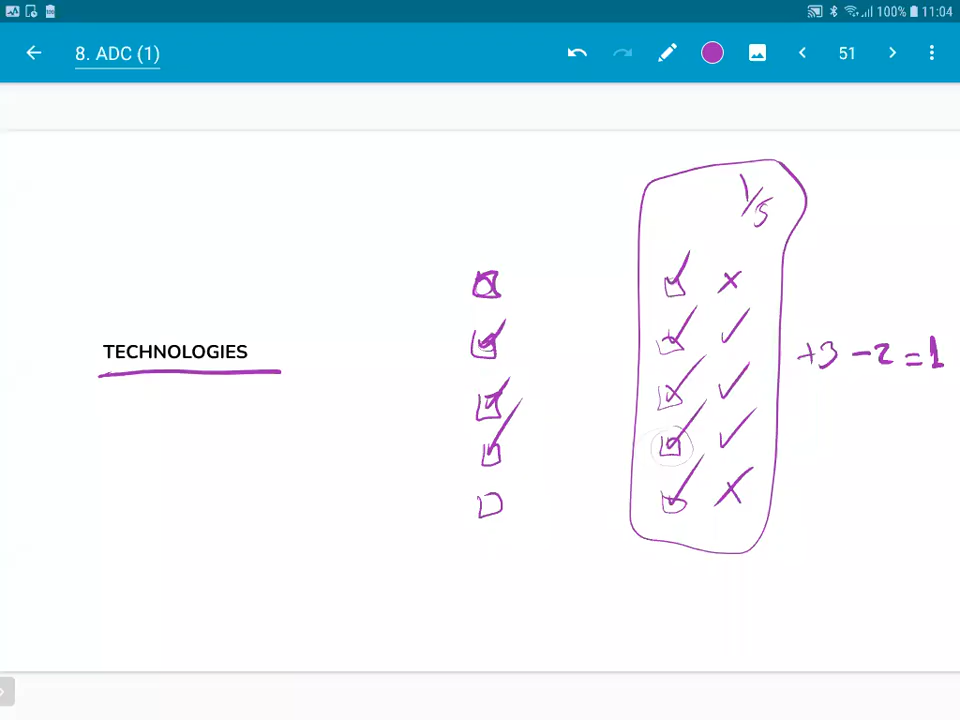 100% 11:04
8. ADC (1)
51
1/5
TECHNOLOGIES
+3 -2 = 1